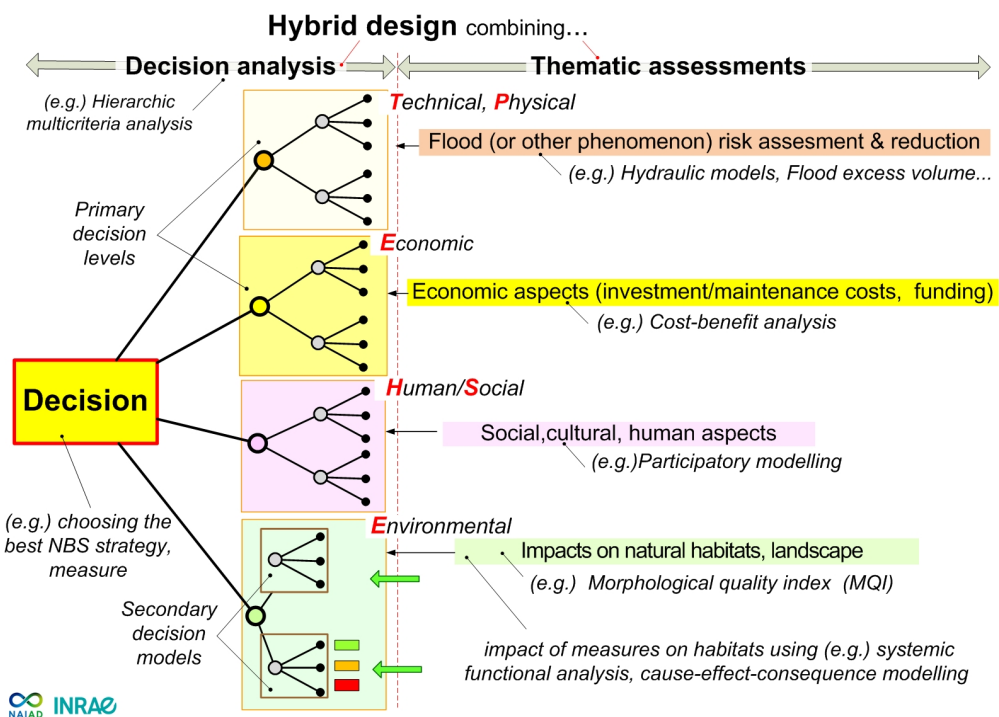 Hybrid design combining...
Decision analysis
Thematic assessments
(e.g.) Hierarchic
multicriteria analysis
Technical, Physical
Flood (or other phenomenon) risk assesment & reduction
(e.g.) Hydraulic models, Flood excess volume...
Primary
decision
levels
Economic
Economic aspects (investment/maintenance costs, funding)
(e.g.) Cost-benefit analysis
Decision
Human/Social
Social,cultural, human aspects
(e.g.)Participatory modelling
(e.g.) choosing the
best NBS strategy,
measure
Environmental
Impacts on natural habitats, landscape
(e.g.) Morphological quality index (MQI)
Secondary
decision
models
impact of measures on habitats using (e.g.) systemic
functional analysis, cause-effect-consequence modelling
NAIAD
INRAE